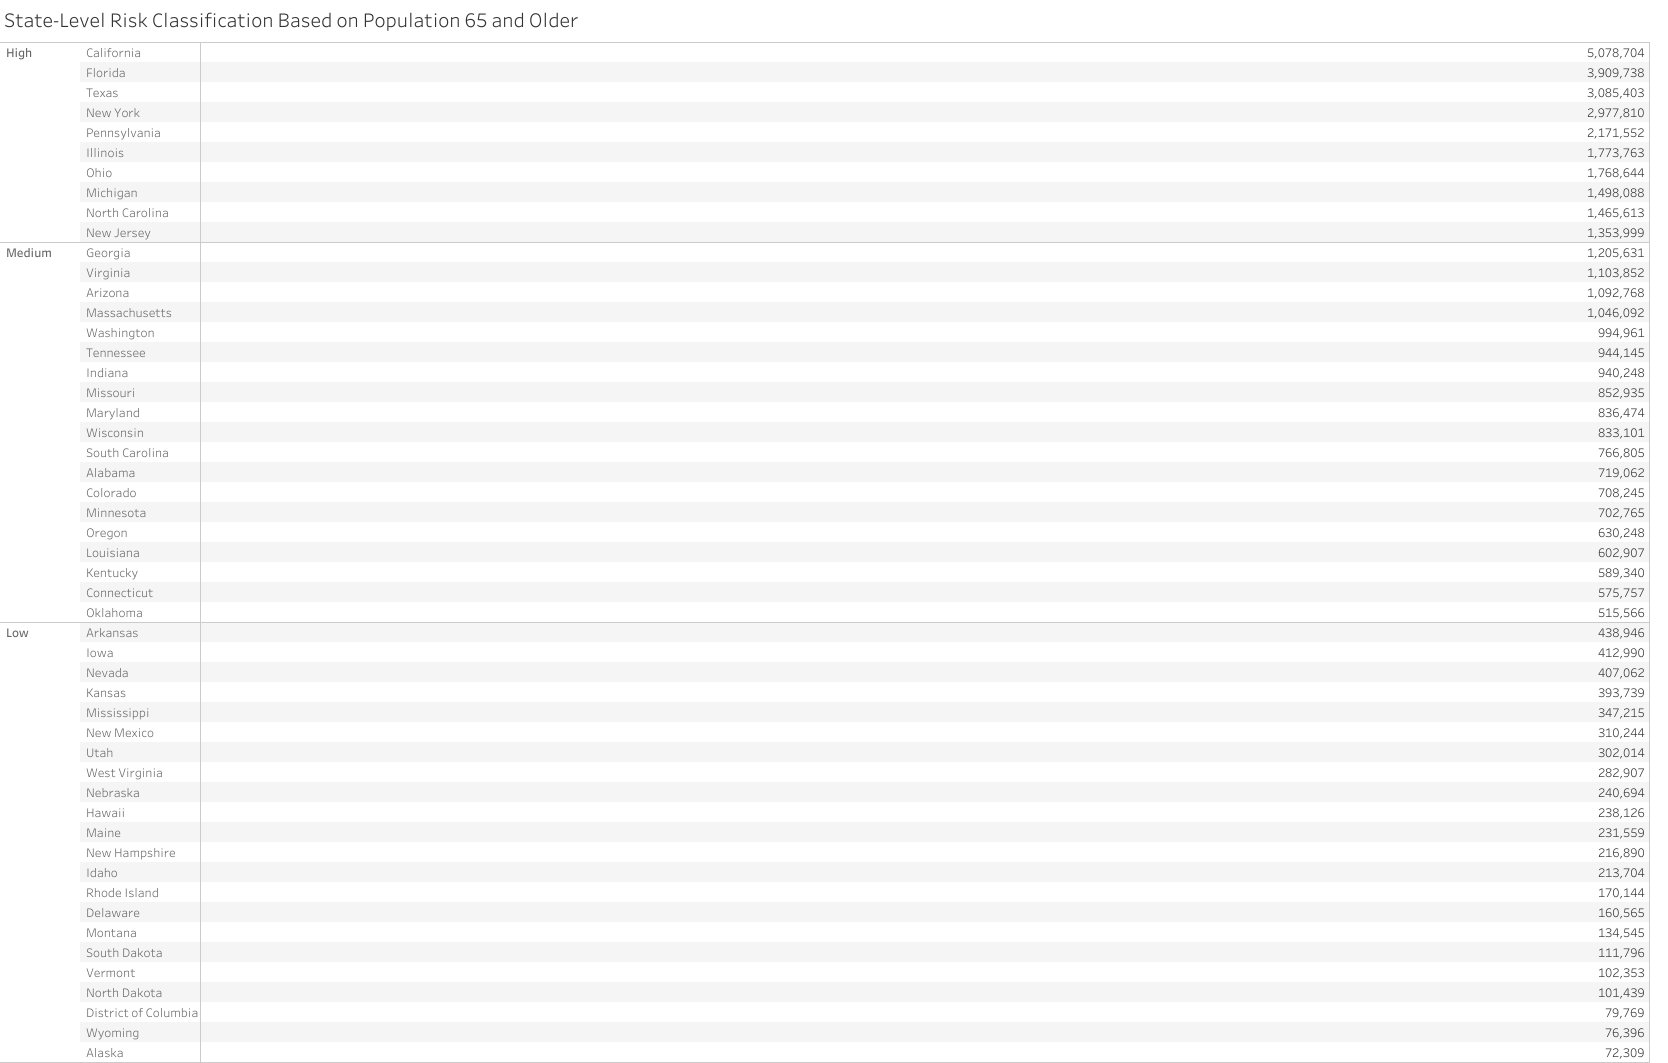 State-Level Risk Classification Based on Population 65 and Older
High California 5,078,704
Florida 3,909,738
Texas 3,085,403
New York 2,977,810
Pennsylvania 2,171,552
Illinois 1,773,763
Ohio 1,768,644
Michigan 1,498,088
North Carolina 1,465,613
New Jersey 1,353,999
Medium Georgia 1,205,631
Virginia 1,103,852
Arizona 1,092,768
Massachusetts 1,046,092
Washington 994,961
Tennessee 944,145
Indiana 940,248
Missouri 852,935
Maryland 836,474
Wisconsin 833,101
South Carolina 766,805
Alabama 719,062
Colorado 708,245
Minnesota 702,765
Oregon 630,248
Louisiana 602,907
Kentucky 589,340
Connecticut 575,757
Oklahoma 515,566
Low Arkansas 438,946
Iowa 412,990
Nevada 407,062
Kansas 393,739
Mississippi 347,215
New Mexico 310,244
Utah 302,014
West Virginia 282,907
Nebraska 240,694
Hawaii 238,126
Maine 231,559
New Hampshire 216,890
Idaho 213,704
Rhode Island 170,144
Delaware 160,565
Montana 134,545
South Dakota 111,796
Vermont 102,353
North Dakota 101,439
District of Columbia 79,769
Wyoming 76,396
Alaska 72,309